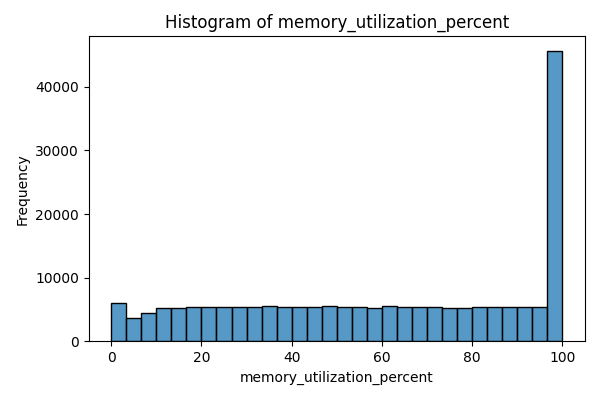 Histogram of memory_utilization_percent
Frequency
40000
30000
20000
10000
0
0 20 40 60 80 100
memory_utilization_percent